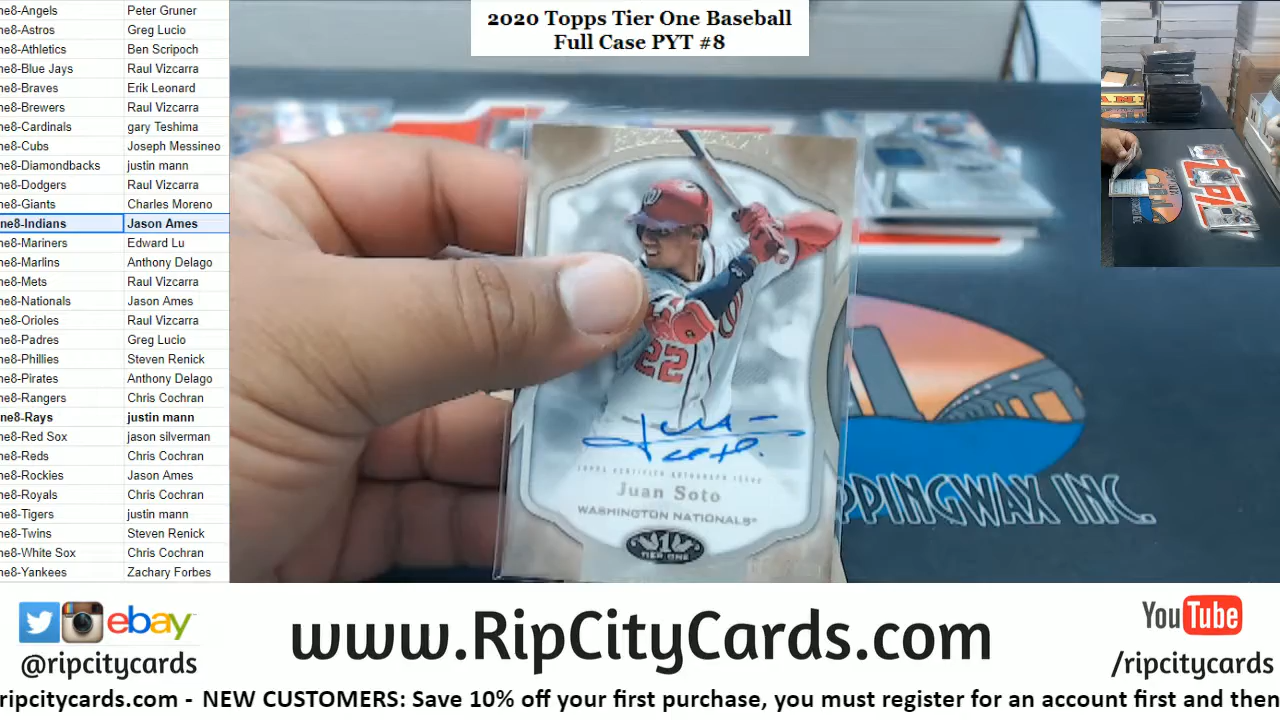 2020 Topps Tier One Baseball
Full Case PYT #8
ne8-Angels Peter Gruner
ne8-Astros Greg Lucio
ne8-Athletics Ben Scripoch
ne8-Blue Jays Raul Vizcarra
ne8-Braves Erik Leonard
ne8-Brewers Raul Vizcarra
ne8-Cardinals gary Teshima
ne8-Cubs Joseph Messineo
ne8-Diamondbacks justin mann
ne8-Dodgers Raul Vizcarra
ne8-Giants Charles Moreno
ne8-Indians Jason Ames
ne8-Mariners Edward Lu
ne8-Marlins Anthony Delago
ne8-Mets Raul Vizcarra
ne8-Nationals Jason Ames
ne8-Orioles Raul Vizcarra
ne8-Padres Greg Lucio
ne8-Phillies Steven Renick
ne8-Pirates Anthony Delago
ne8-Rangers Chris Cochran
ne8-Rays justin mann
ne8-Red Sox jason silverman
ne8-Reds Chris Cochran
ne8-Rockies Jason Ames
ne8-Royals Chris Cochran
ne8-Tigers justin mann
ne8-Twins Steven Renick
ne8-White Sox Chris Cochran
ne8-Yankees Zachary Forbes
22
TOPPS CERTIFIED AUTOGRAPH ISSUE
Juan Soto
WASHINGTON NATIONALS
1
TIER ONE
PPINGWAX INC.
ebay
@ripcitycards
www.RipCityCards.com
YouTube
/ripcitycards
ripcitycards.com - NEW CUSTOMERS: Save 10% off your first purchase, you must register for an account first and then